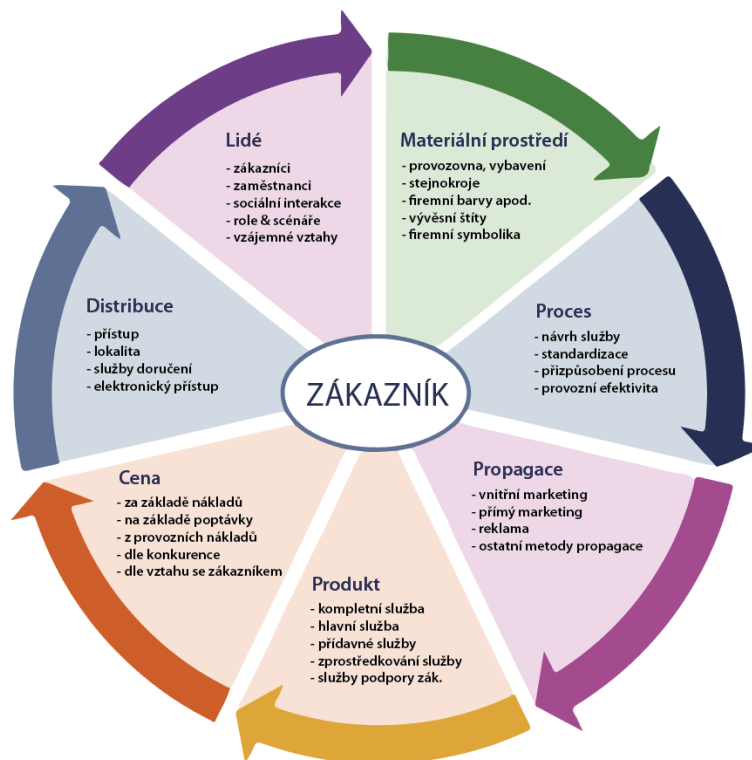 Lidé
- zákazníci
- zaměstnanci
- sociální interakce
- role & scénáře
- vzájemné vztahy
Materiální prostředí
- provozovna, vybavení
- stejnokroje
- firemní barvy apod.
- vývěsní štíty
- firemní symbolika
Distribuce
- přístup
- lokalita
- služby doručení
- elektronický přístup
Proces
- návrh služby
- standardizace
- přizpůsobení procesu
- provozní efektivita
ZÁKAZNÍK
Cena
- za základě nákladů
- na základě poptávky
- z provozních nákladů
- dle konkurence
- dle vztahu se zákazníkem
Propagace
- vnitřní marketing
- přímý marketing
- reklama
- ostatní metody propagace
Produkt
- kompletní služba
- hlavní služba
- přídavné služby
- zprostředkování služby
- služby podpory zák.